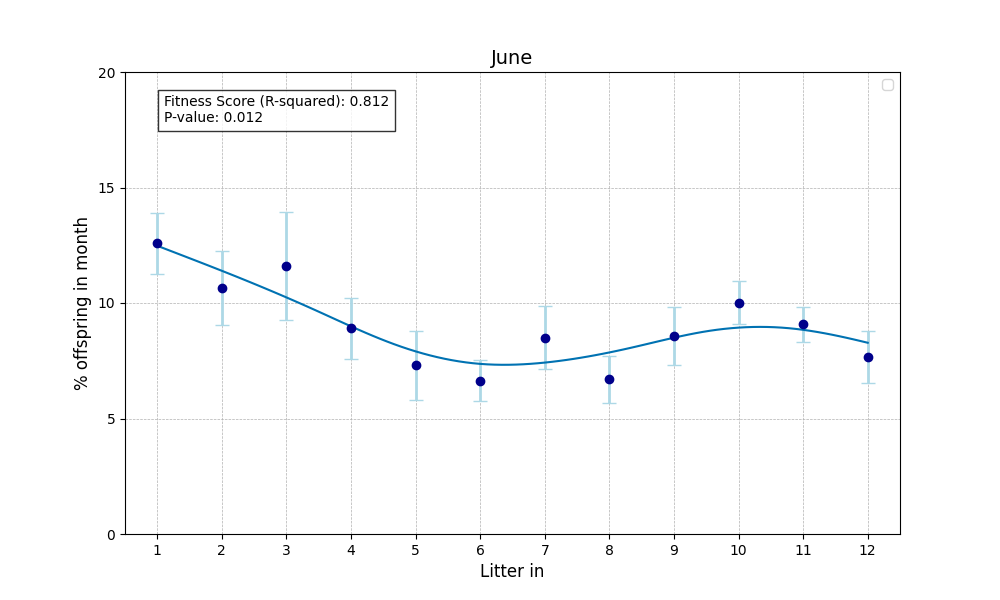 June
Fitness Score (R-squared): 0.812
P-value: 0.012
% offspring in month
20
15
10
5
0
1 2 3 4 5 6 7 8 9 10 11 12
Litter in